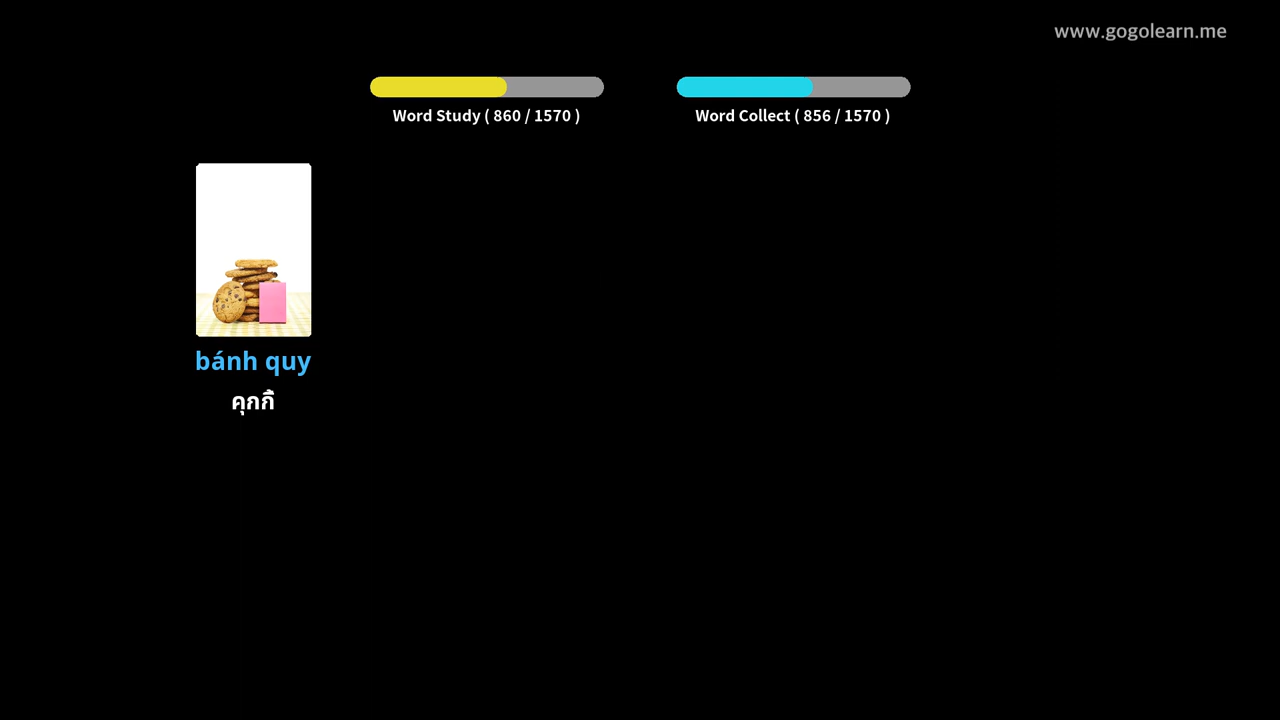 www.gogolearn.me
Word Study ( 860 / 1570 )
Word Collect ( 856 / 1570 )
bánh quy
คุกกี้